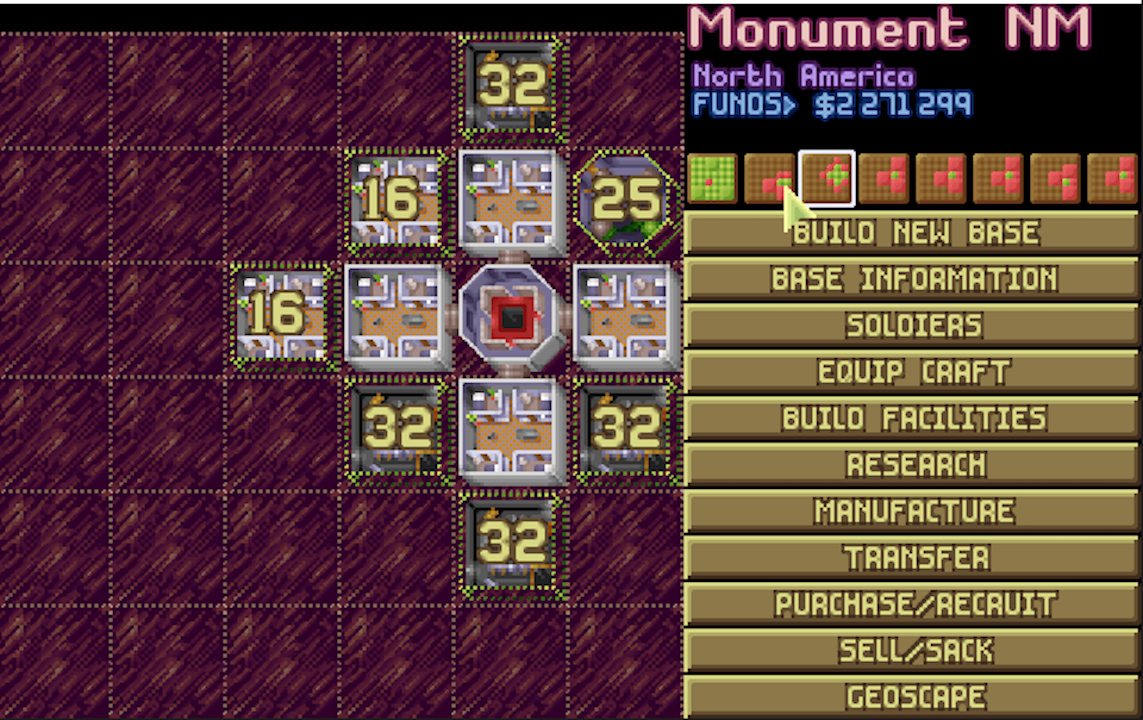 Monument NM
North America
FUNDS> $2 271 299
32
16
25
16
32
32
32
BUILD NEW BASE
BASE INFORMATION
SOLDIERS
EQUIP CRAFT
BUILD FACILITIES
RESEARCH
MANUFACTURE
TRANSFER
PURCHASE/RECRUIT
SELL/SACK
GEOSCAPE